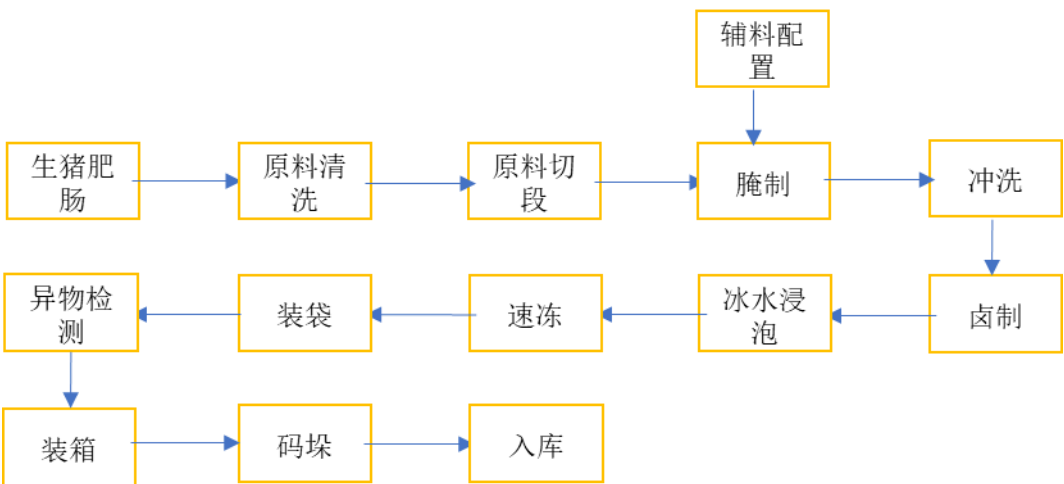 辅料配
置
生猪肥
肠
原料清
洗
原料切
段
腌制
冲洗
异物检
测
装袋
速冻
冰水浸
泡
卤制
装箱
码垛
入库